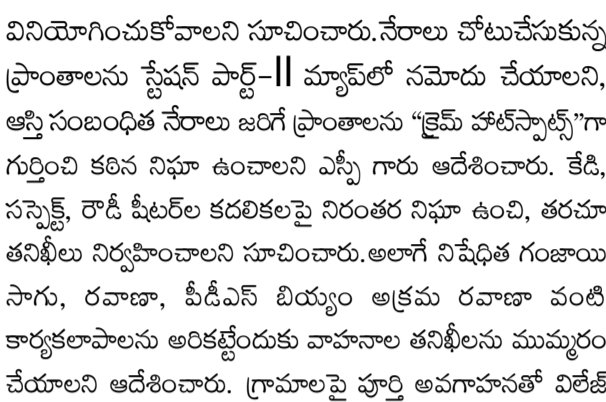 వినియోగించుకోవాలని సూచించారు.నేరాలు చోటుచేసుకున్న
ప్రాంతాలను స్టేషన్ పార్ట్-II మ్యాప్‌లో నమోదు చేయాలని,
ఆస్తి సంబంధిత నేరాలు జరిగే ప్రాంతాలను “క్రైమ్ హాట్‌స్పాట్స్”గా
గుర్తించి కఠిన నిఘా ఉంచాలని ఎస్పీ గారు ఆదేశించారు. కేడి,
సస్పెక్ట్, రౌడీ షీటర్‌ల కదలికలపై నిరంతర నిఘా ఉంచి, తరచూ
తనిఖీలు నిర్వహించాలని సూచించారు.అలాగే నిషేధిత గంజాయి
సాగు, రవాణా, పీడీఎస్ బియ్యం అక్రమ రవాణా వంటి
కార్యకలాపాలను అరికట్టేందుకు వాహనాల తనిఖీలను ముమ్మరం
చేయాలని ఆదేశించారు. గ్రామాలపై పూర్తి అవగాహనతో విలేజ్